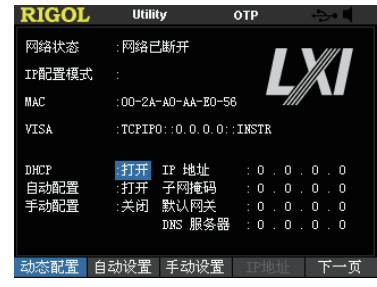 RIGOL Utility OTP
网络状态 :网络已断开
IP配置模式 :
LXI
MAC :00-2A-A0-AA-E0-56
VISA :TCPIP0::0.0.0.0::INSTR
DHCP :打开 IP 地址 :0 . 0 . 0 . 0
自动配置 :打开 子网掩码 :0 . 0 . 0 . 0
手动配置 :关闭 默认网关 :0 . 0 . 0 . 0
DNS 服务器 :0 . 0 . 0 . 0
动态配置 自动设置 手动设置 IP地址 下一页